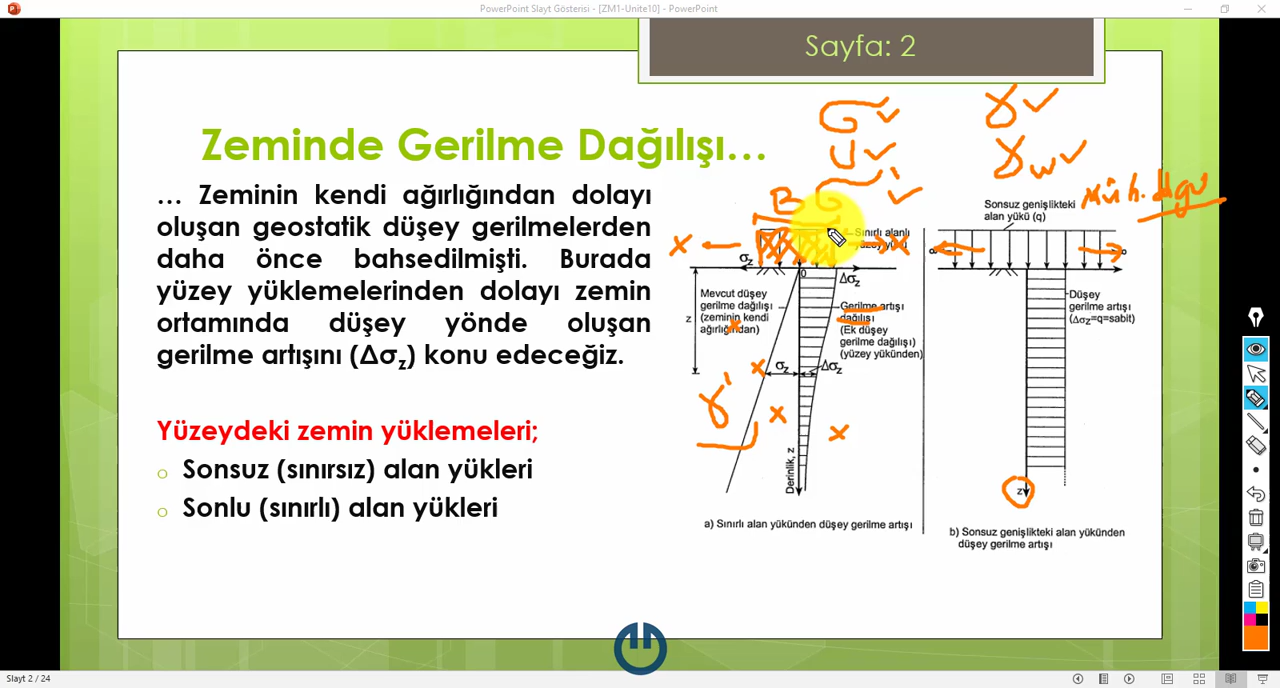 PowerPoint Slayt Gösterisi - [ZM1-Unite10] - PowerPoint
Sayfa: 2
Zeminde Gerilme Dağılışı…
… Zeminin kendi ağırlığından dolayı
oluşan geostatik düşey gerilmelerden
daha önce bahsedilmişti. Burada
yüzey yüklemelerinden dolayı zemin
ortamında düşey yönde oluşan
gerilme artışını (Δσz) konu edeceğiz.
Yüzeydeki zemin yüklemeleri;
o Sonsuz (sınırsız) alan yükleri
o Sonlu (sınırlı) alan yükleri
B
Sınırlı alanlı
yüzey
σz
0
Δσz
Mevcut düşey
gerilme dağılışı
(zeminin kendi
ağırlığından)
z
Gerilme artışı
dağılışı
(Ek düşey
gerilme dağılışı)
(yüzey yükünden)
σz
Δσz
γ'
Derinlik, z
a) Sınırlı alan yükünden düşey gerilme artışı
γ
γw
U
Sonsuz genişlikteki
alan yükü (q)
Düşey
gerilme artışı
(Δσz=q=sabit)
z
b) Sonsuz genişlikteki alan yükünden
düşey gerilme artışı
Slayt 2 / 24